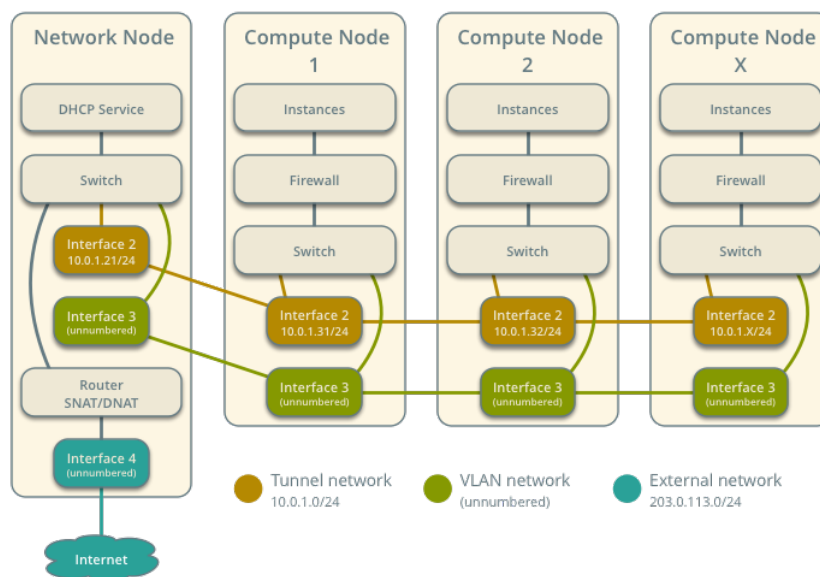 Network Node
DHCP Service
Switch
Interface 2
10.0.1.21/24
Interface 3
(unnumbered)
Router
SNAT/DNAT
Interface 4
(unnumbered)
Internet
Compute Node
1
Instances
Firewall
Switch
Interface 2
10.0.1.31/24
Interface 3
(unnumbered)
Compute Node
2
Instances
Firewall
Switch
Interface 2
10.0.1.32/24
Interface 3
(unnumbered)
Compute Node
X
Instances
Firewall
Switch
Interface 2
10.0.1.X/24
Interface 3
(unnumbered)
Tunnel network
10.0.1.0/24
VLAN network
(unnumbered)
External network
203.0.113.0/24